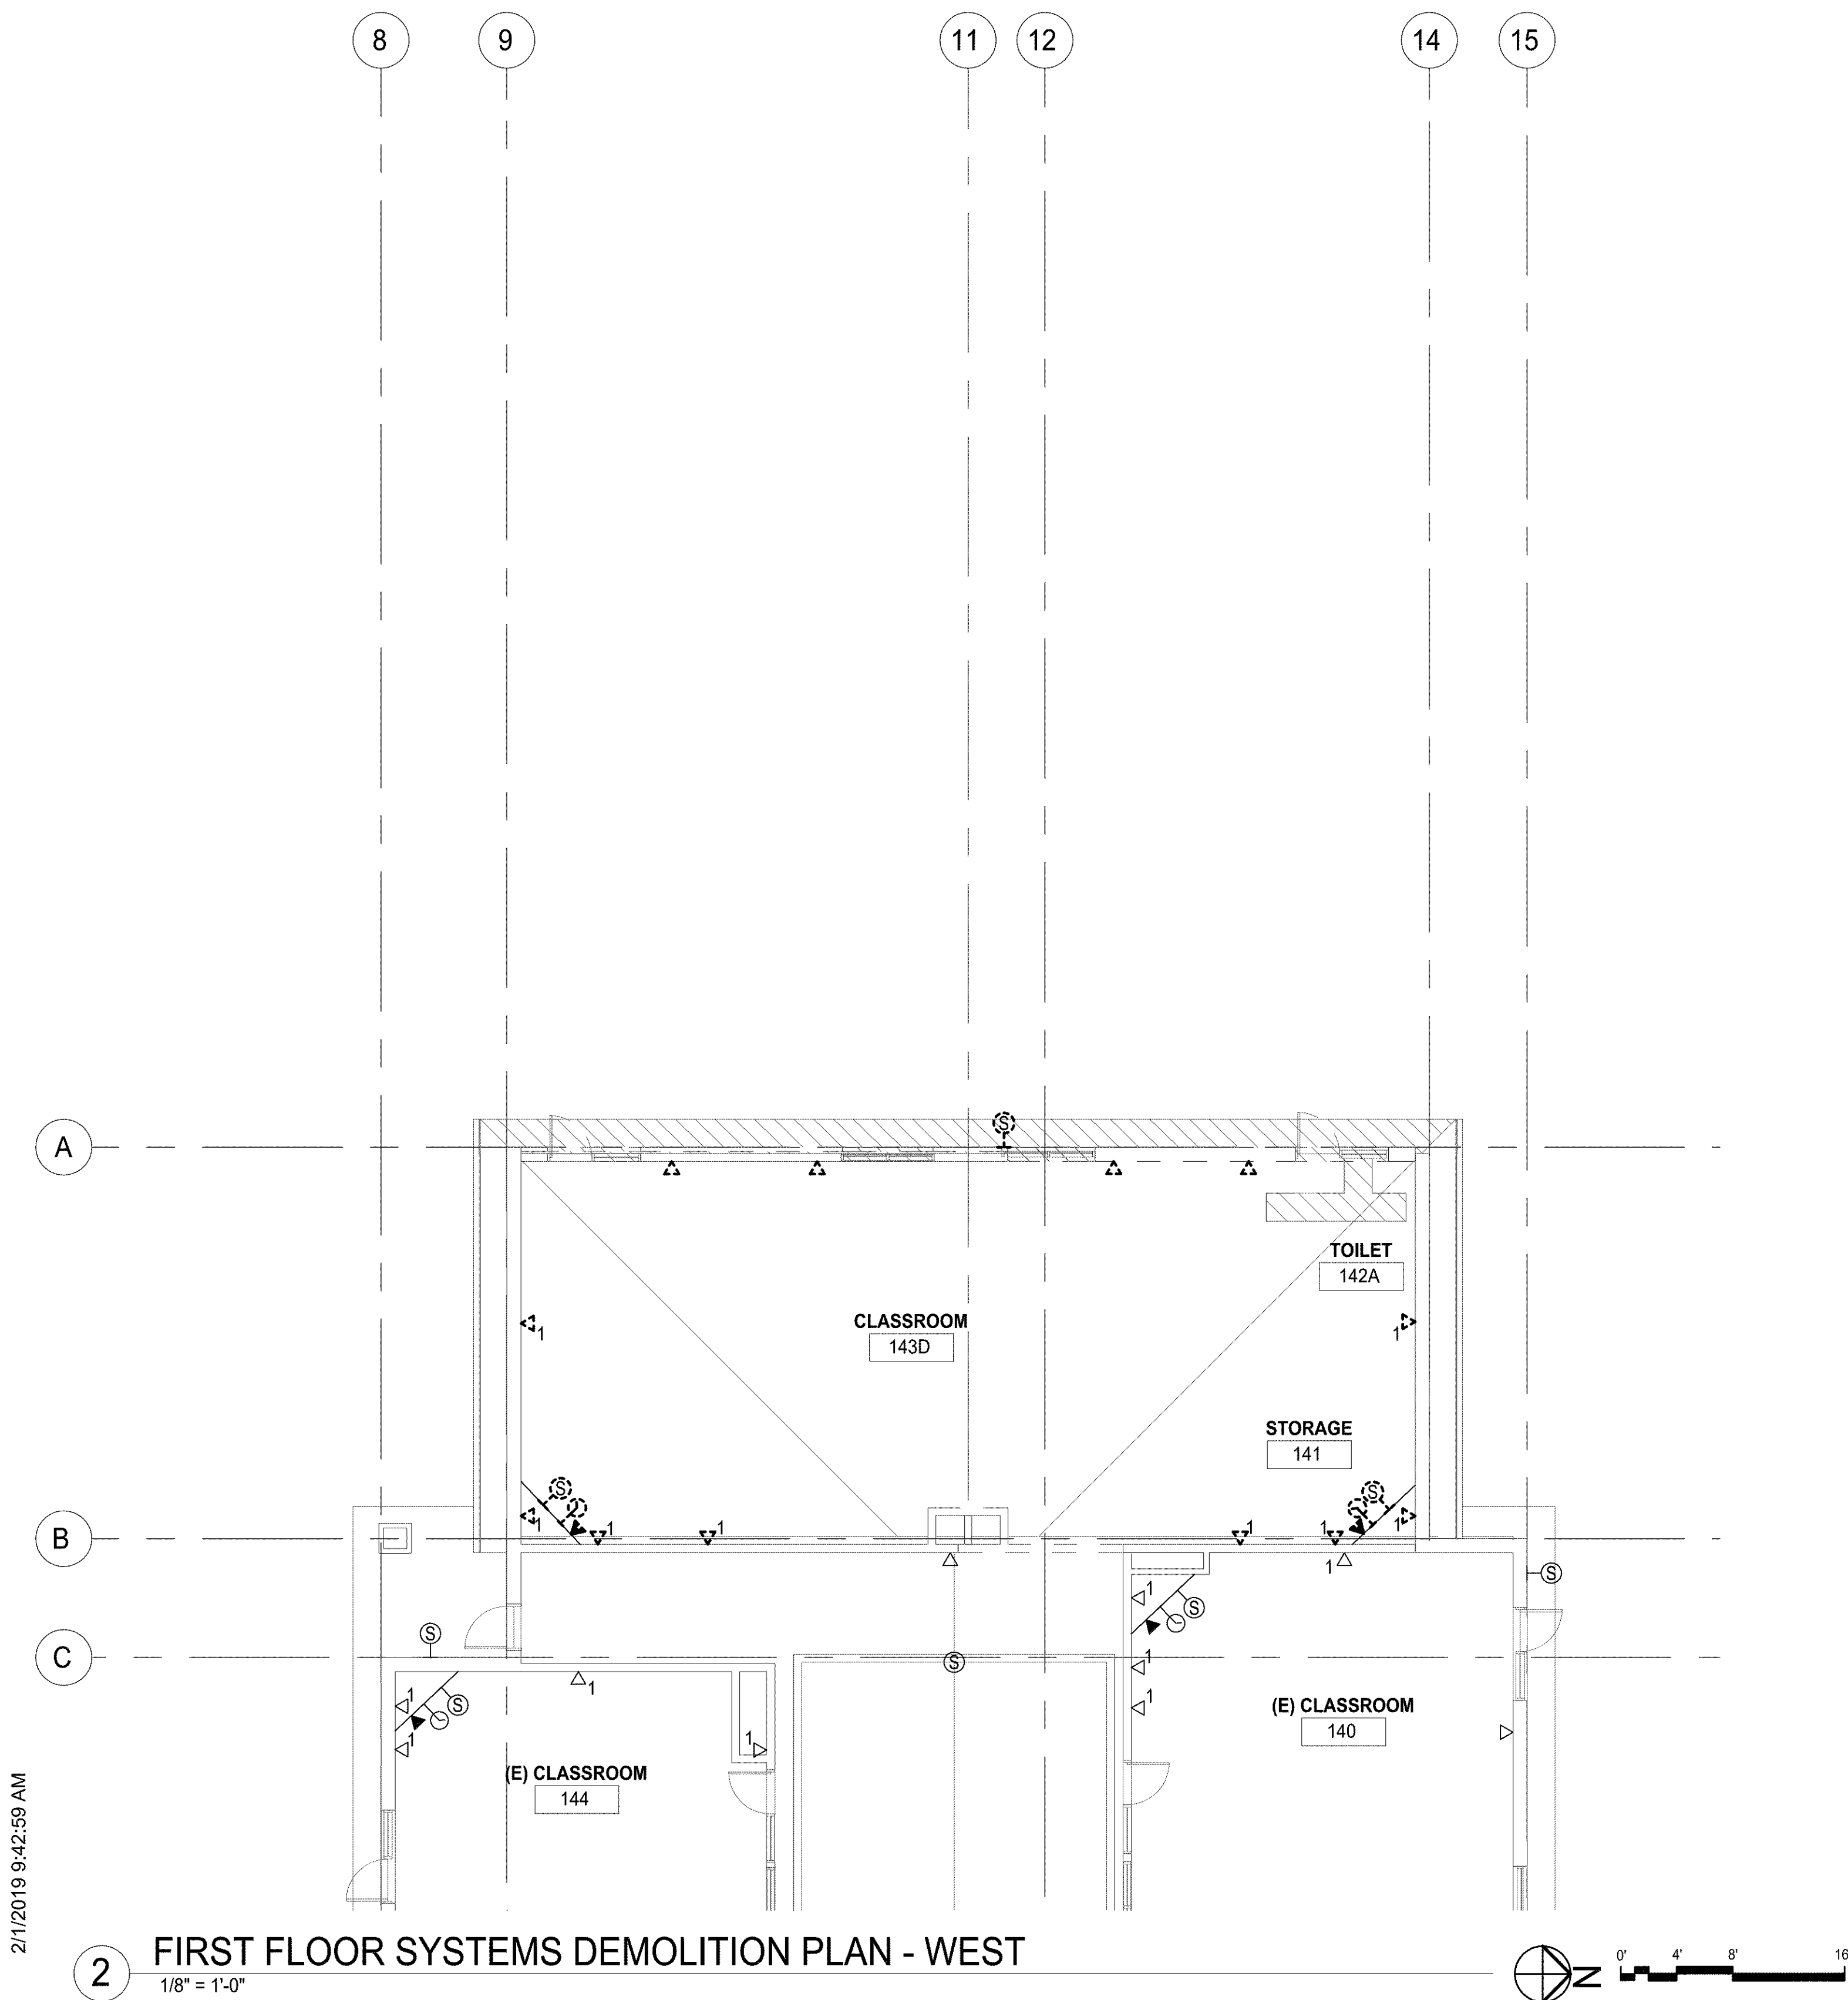 8 9 11 12 14 15
A
S
TOILET
142A
CLASSROOM
143D
1 1
STORAGE
141
S S
1 1 1 1 1 1
B
1
S
1
S
S
C
S
1
1
1
S
1
(E) CLASSROOM
140
1 1
(E) CLASSROOM
144
2/1/2019 9:42:59 AM
2
FIRST FLOOR SYSTEMS DEMOLITION PLAN - WEST
1/8" = 1'-0"
N
0' 4' 8' 16